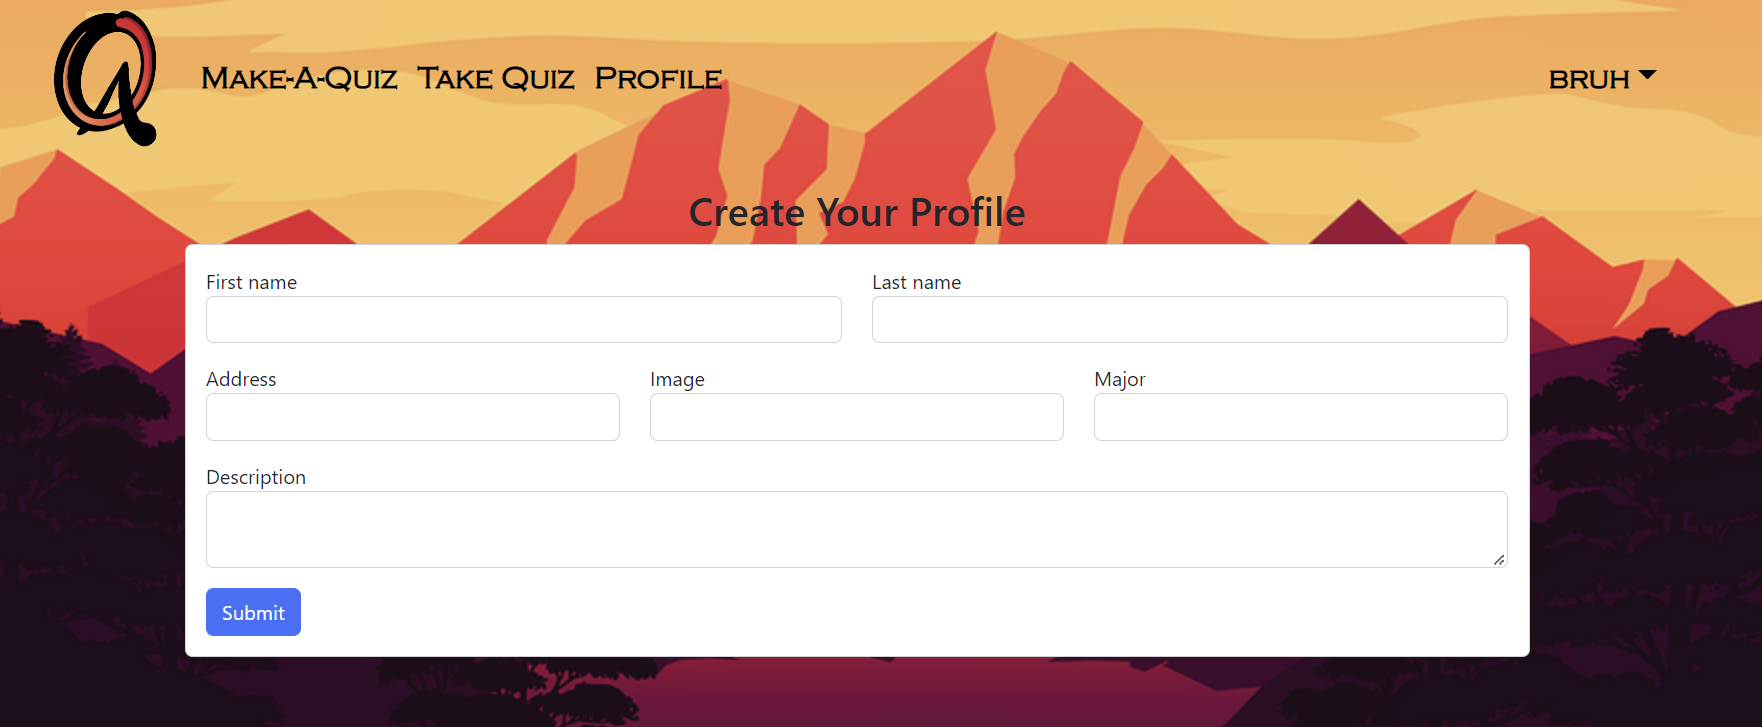 Q
Make-A-Quiz Take Quiz Profile BRUH
Create Your Profile
First name Last name
Address Image Major
Description
Submit